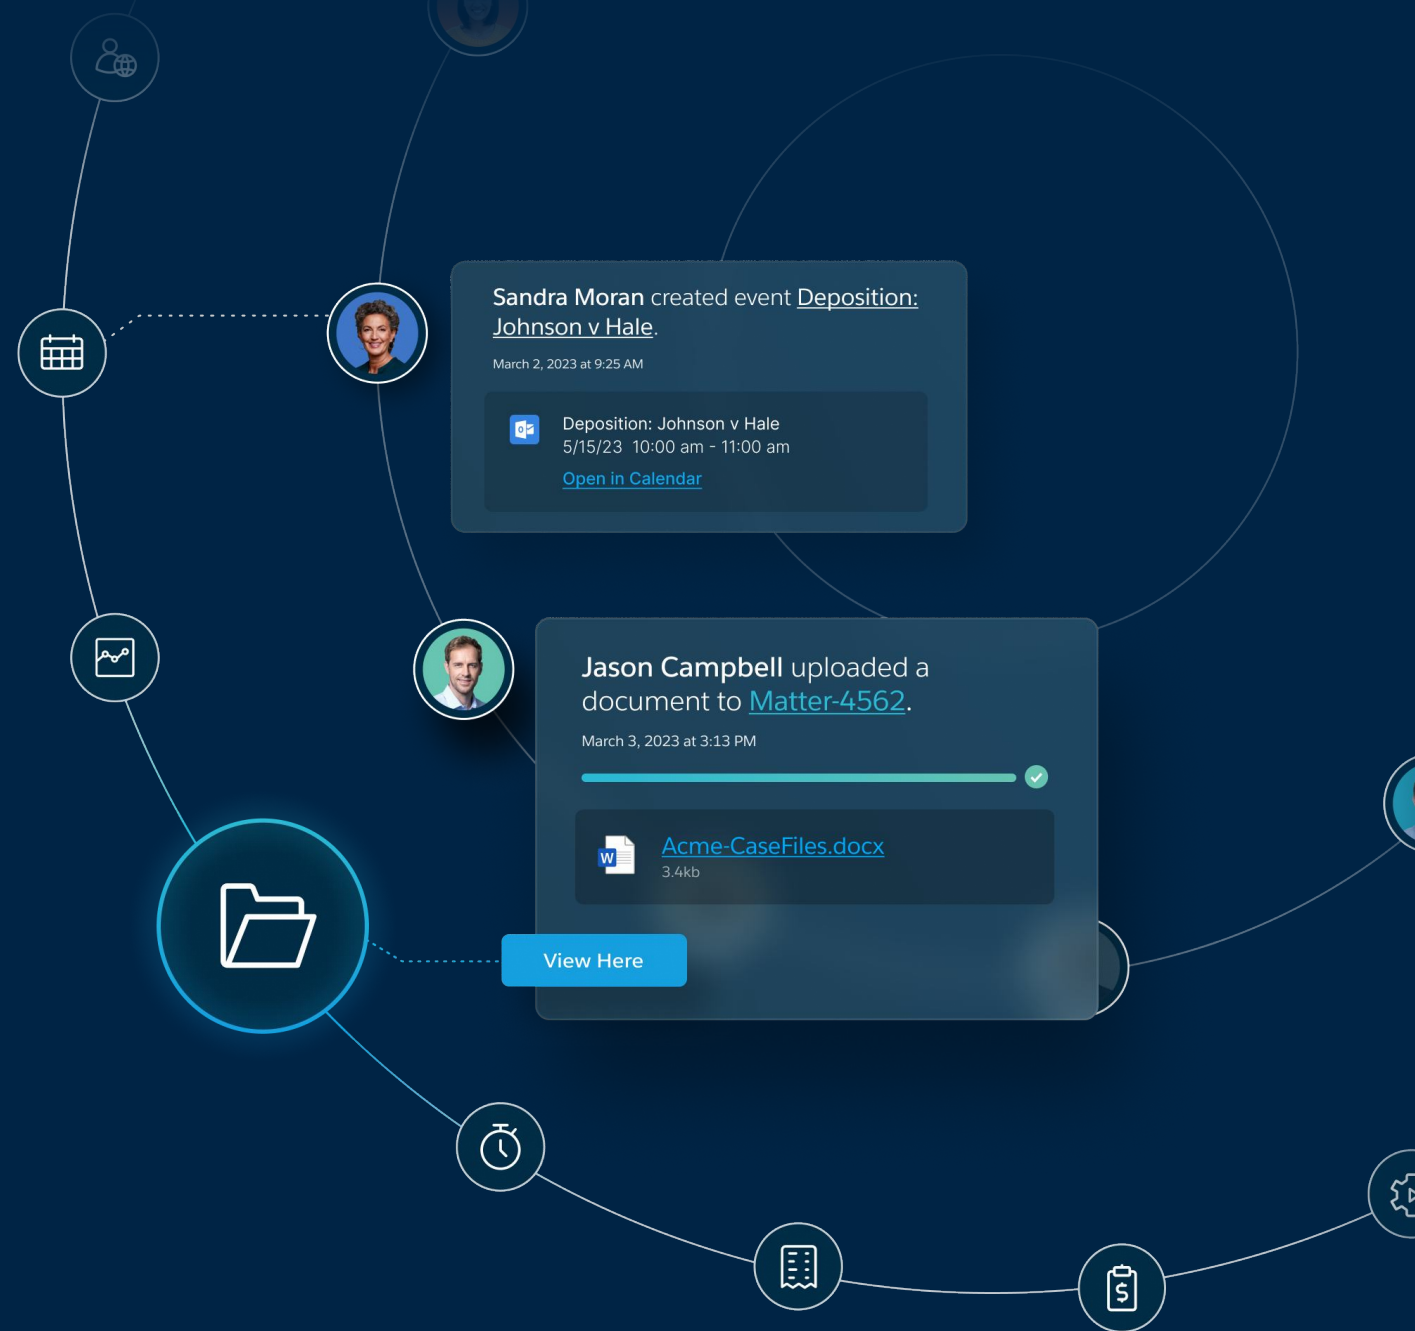 Sandra Moran created event Deposition:
Johnson v Hale.
March 2, 2023 at 9:25 AM
Deposition: Johnson v Hale
5/15/23 10:00 am - 11:00 am
Open in Calendar
Jason Campbell uploaded a
document to Matter-4562.
March 3, 2023 at 3:13 PM
W
Acme-CaseFiles.docx
3.4kb
View Here